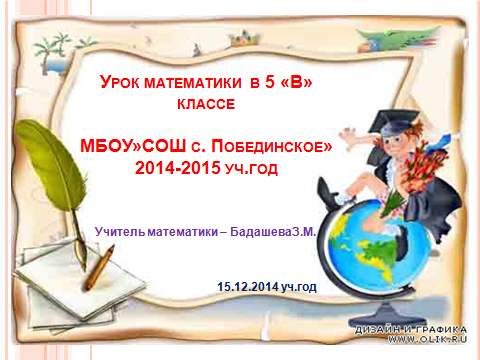 Урок математики в 5 «В»
классе
МБОУ»СОШ с. Побединское»
2014-2015 уч.год
Учитель математики – БадашеваЗ.М.
15.12.2014 уч.год
ДИЗАЙН И ГРАФИКА
WWW.0LIK.RU